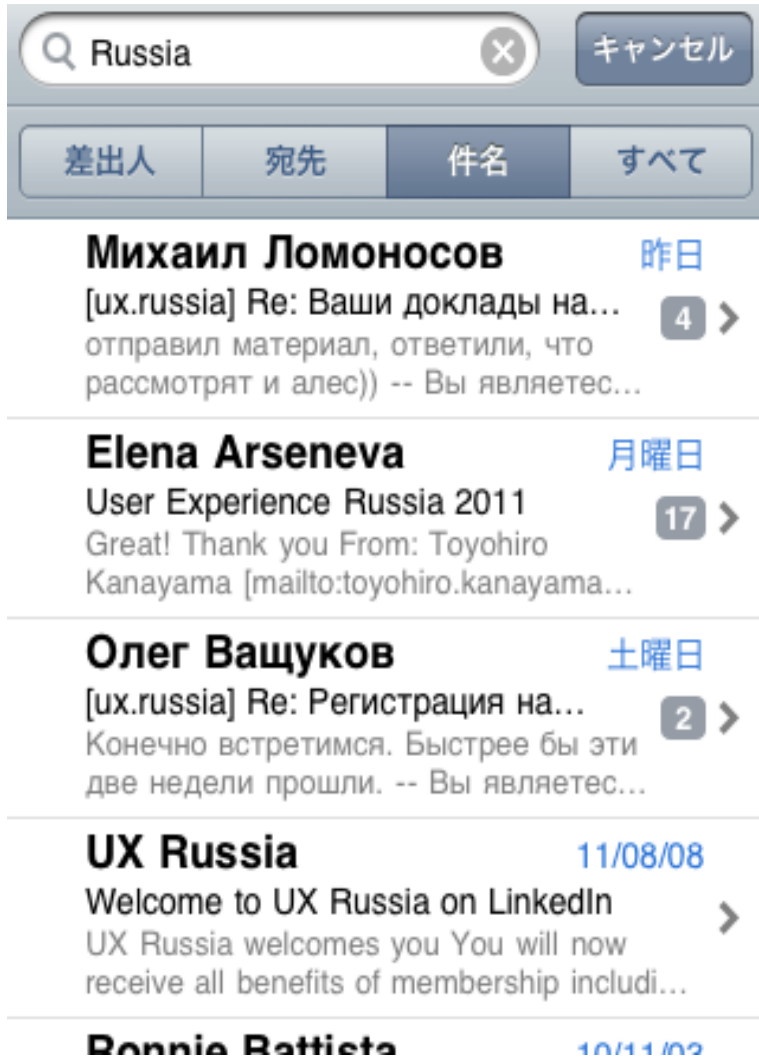 Russia
キャンセル
差出人 宛先 件名 すべて
Михаил Ломоносов 昨日
[ux.russia] Re: Ваши доклады на...
4
отправил материал, ответили, что
рассмотрят и алес)) -- Вы являетес...
Elena Arseneva 月曜日
User Experience Russia 2011
17
Great! Thank you From: Toyohiro
Kanayama [mailto:toyohiro.kanayama...
Олег Ващуков 土曜日
[ux.russia] Re: Регистрация на...
2
Конечно встретимся. Быстрее бы эти
две недели прошли. -- Вы являетес...
UX Russia 11/08/08
Welcome to UX Russia on LinkedIn
UX Russia welcomes you You will now
receive all benefits of membership includi...
Ronnie Battista 10/11/03